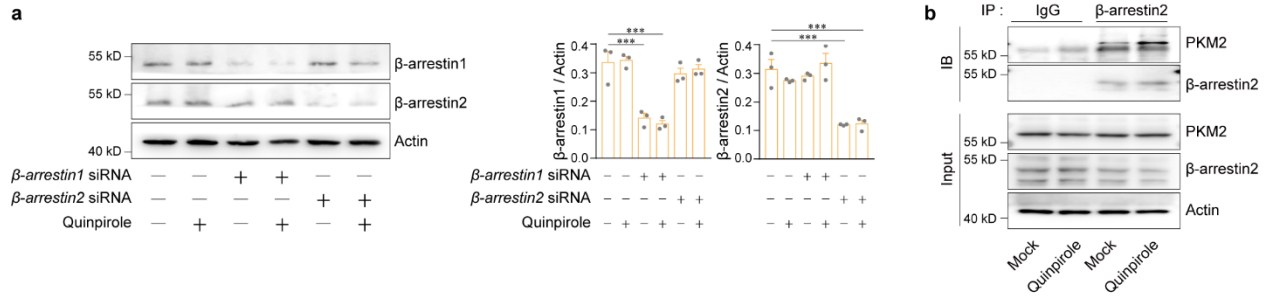 a
55 kD
β-arrestin1
55 kD
β-arrestin2
40 kD
Actin
β-arrestin1 siRNA — — + + — —
β-arrestin2 siRNA — — — — + +
Quinpirole — + — + — +
β-arrestin1 / Actin
0.4
0.3
0.2
0.1
0.0
***
***
β-arrestin2 / Actin
0.4
0.3
0.2
0.1
0.0
***
***
β-arrestin1 siRNA — — + + — — — — + + — —
β-arrestin2 siRNA — — — — + + — — — — + +
Quinpirole — + — + — + — + — + — +
b
IP : IgG β-arrestin2
IB
55 kD
PKM2
55 kD
β-arrestin2
Input
55 kD
PKM2
55 kD
β-arrestin2
40 kD
Actin
Mock
Quinpirole
Mock
Quinpirole